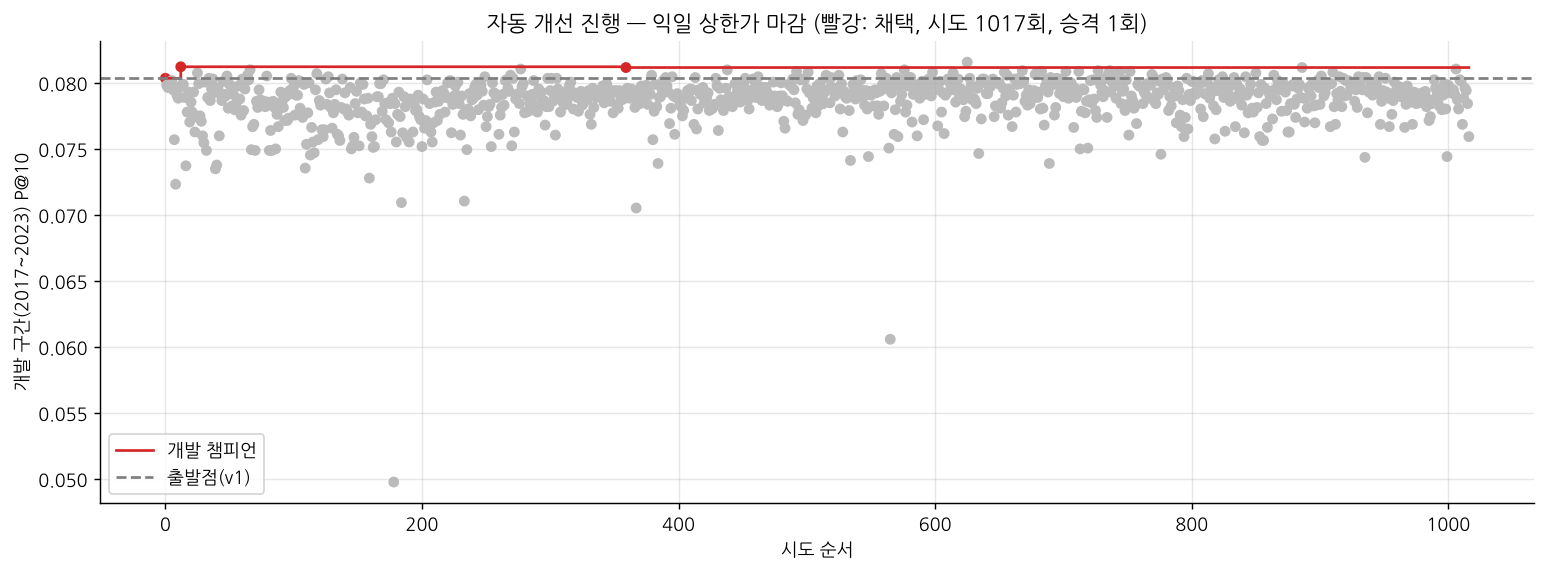 자동 개선 진행 — 익일 상한가 마감 (빨강: 채택, 시도 1017회, 승격 1회)
개발 구간(2017~2023) P@10
0.080
0.075
0.070
0.065
0.060
0.055
0.050
개발 챔피언
출발점(v1)
0
200
400
600
800
1000
시도 순서